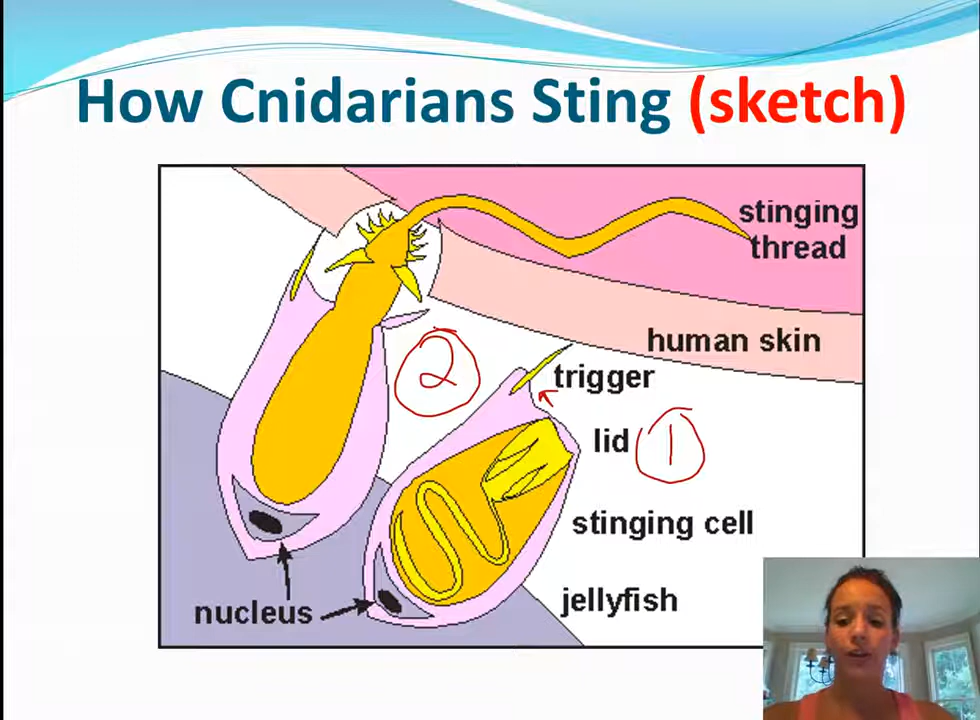 How Cnidarians Sting (sketch)
stinging
thread
human skin
2
trigger
lid 1
stinging cell
jellyfish
nucleus